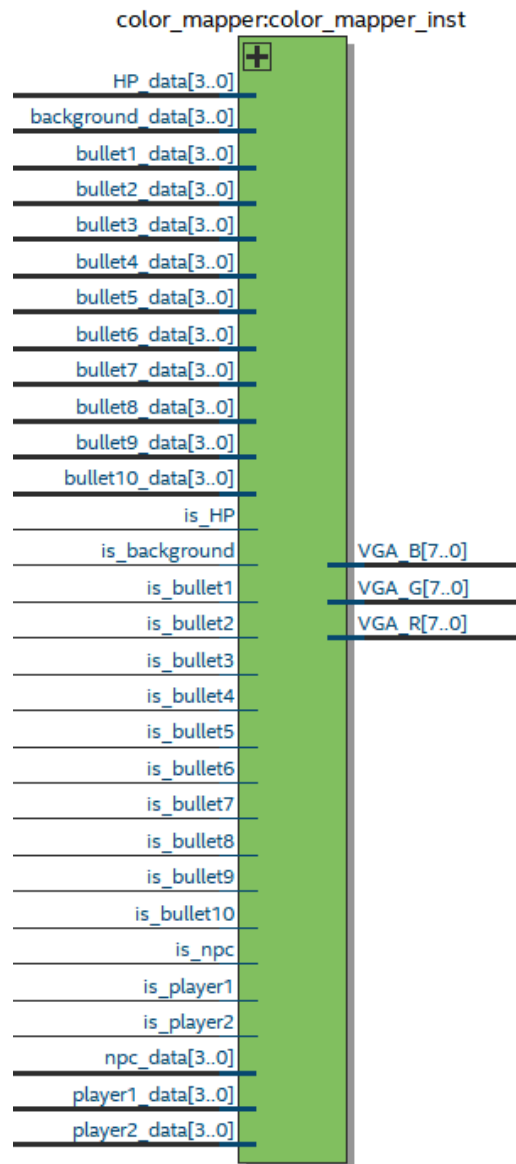 color_mapper:color_mapper_inst
HP_data[3..0]
background_data[3..0]
bullet1_data[3..0]
bullet2_data[3..0]
bullet3_data[3..0]
bullet4_data[3..0]
bullet5_data[3..0]
bullet6_data[3..0]
bullet7_data[3..0]
bullet8_data[3..0]
bullet9_data[3..0]
bullet10_data[3..0]
is_HP
is_background
is_bullet1
is_bullet2
is_bullet3
is_bullet4
is_bullet5
is_bullet6
is_bullet7
is_bullet8
is_bullet9
is_bullet10
is_npc
is_player1
is_player2
npc_data[3..0]
player1_data[3..0]
player2_data[3..0]
VGA_B[7..0]
VGA_G[7..0]
VGA_R[7..0]